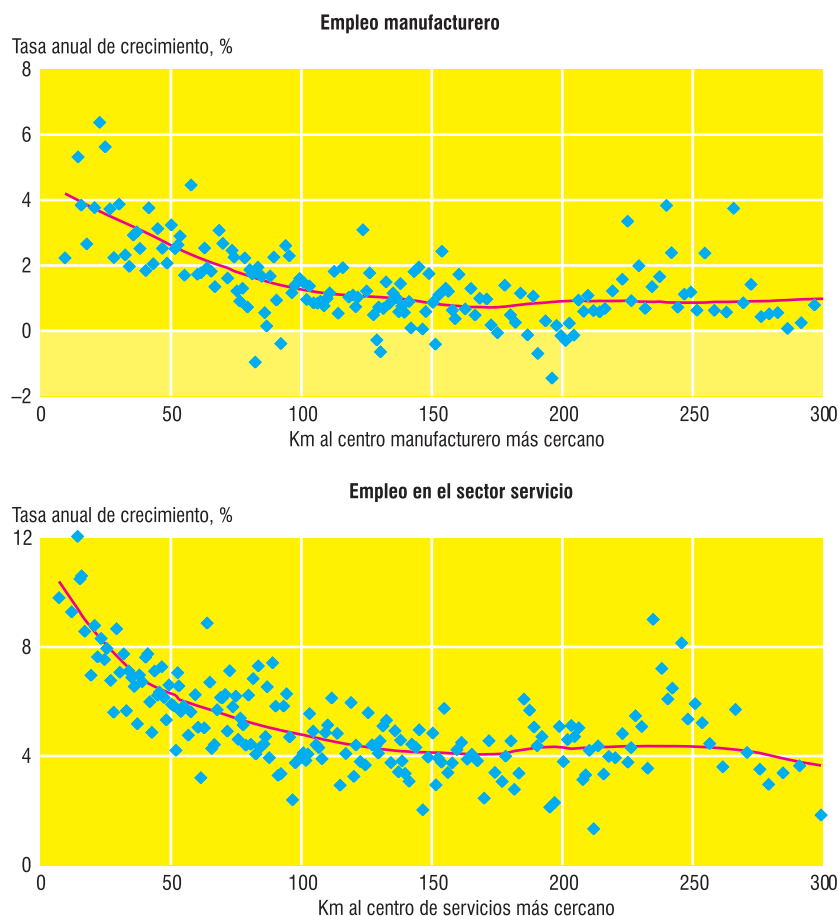 Empleo manufacturero
Tasa anual de crecimiento, %
8
6
4
2
0
–2
0 50 100 150 200 250 300
Km al centro manufacturero más cercano
Empleo en el sector servicio
Tasa anual de crecimiento, %
12
8
4
0
0 50 100 150 200 250 300
Km al centro de servicios más cercano